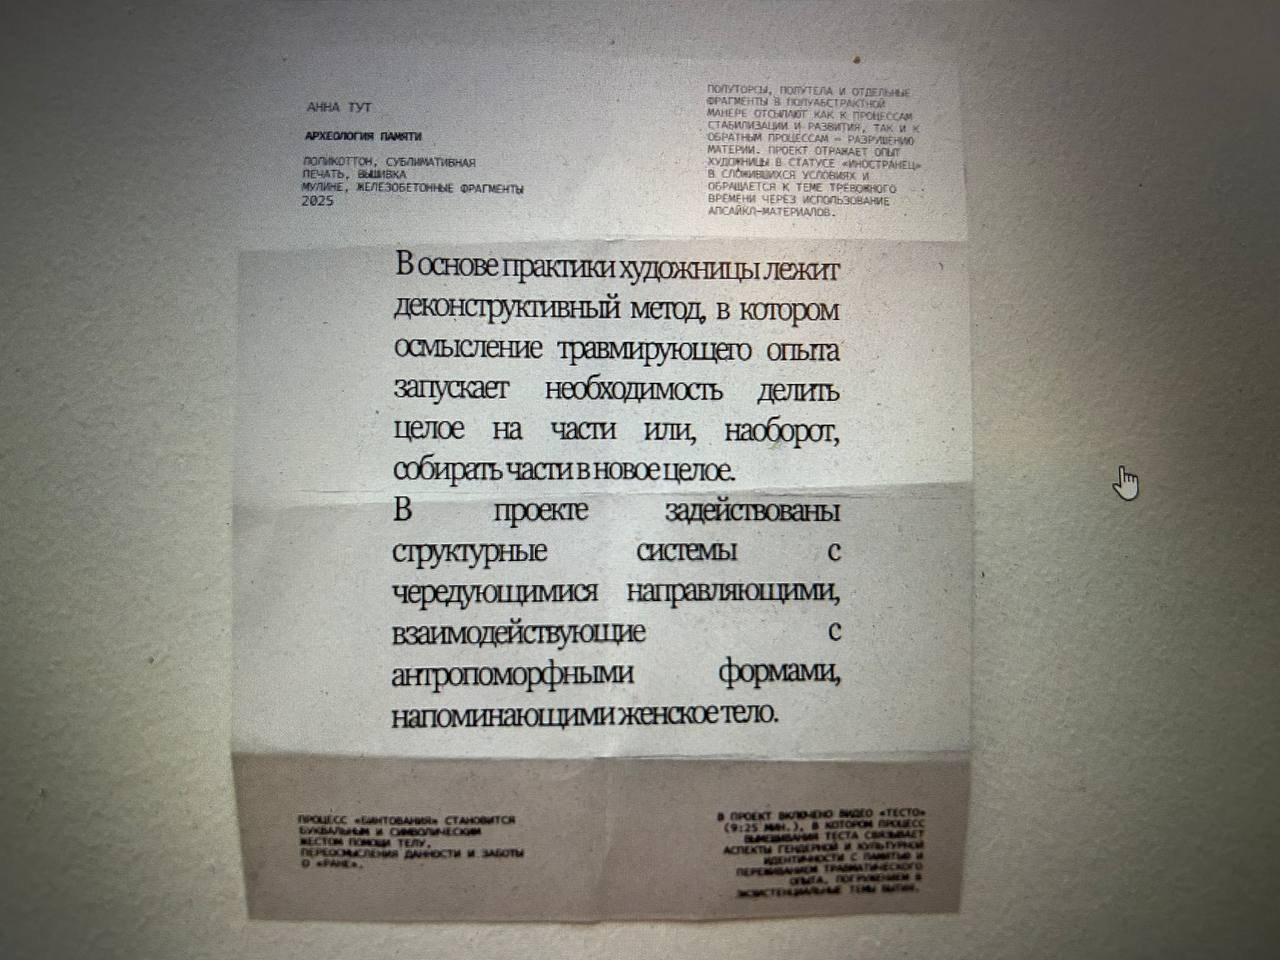 АННА ТУТ
АРХЕОЛОГИЯ ПАМЯТИ
ПОЛИКОТТОН, СУБЛИМАТИВНАЯ
ПЕЧАТЬ, ВЫШИВКА
МУЛИНЕ, ЖЕЛЕЗОБЕТОННЫЕ ФРАГМЕНТЫ
2025
ПОЛУТОРСЫ, ПОЛУТЕЛА И ОТДЕЛЬНЫЕ
ФРАГМЕНТЫ В ПОЛУАБСТРАКТНОЙ
МАНЕРЕ ОТСЫЛАЮТ КАК К ПРОЦЕССАМ
СТАБИЛИЗАЦИИ И РАЗВИТИЯ, ТАК И К
ОБРАТНЫМ ПРОЦЕССАМ – РАЗРУШЕНИЮ
МАТЕРИИ. ПРОЕКТ ОТРАЖАЕТ ОПЫТ
ХУДОЖНИЦЫ В СТАТУСЕ «ИНОСТРАНЕЦ»
В СЛОЖИВШИХСЯ УСЛОВИЯХ И
ОБРАЩАЕТСЯ К ТЕМЕ ТРЕВОЖНОГО
ВРЕМЕНИ ЧЕРЕЗ ИСПОЛЬЗОВАНИЕ
АПСАЙКЛ-МАТЕРИАЛОВ.
В основе практики художницы лежит
деконструктивный метод, в котором
осмысление травмирующего опыта
запускает необходимость делить
целое на части или, наоборот,
собирать части в новое целое.
В проекте задействованы
структурные системы с
чередующимися направляющими,
взаимодействующие с
антропоморфными формами,
напоминающими женское тело.
ПРОЦЕСС «БИНТОВАНИЯ» СТАНОВИТСЯ
БУКВАЛЬНЫМ И СИМВОЛИЧЕСКИМ
ЖЕСТОМ ПОМОЩИ ТЕЛУ,
ПЕРЕОСМЫСЛЕНИЯ ДАННОСТИ И ЗАБОТЫ
О «РАНЕ».
В ПРОЕКТ ВКЛЮЧЕНО ВИДЕО «ТЕСТО»
(9:25 МИН.), В КОТОРОМ ПРОЦЕСС
ВЫМЕШИВАНИЯ ТЕСТА СВЯЗЫВАЕТ
АСПЕКТЫ ГЕНДЕРНОЙ И КУЛЬТУРНОЙ
ИДЕНТИЧНОСТИ С ПАМЯТЬЮ И
ПЕРЕЖИВАНИЕМ ТРАВМАТИЧЕСКОГО
ОПЫТА, ПОГРУЖЕНИЕМ В
ЭКЗИСТЕНЦИАЛЬНЫЕ ТЕМЫ БЫТИЯ.